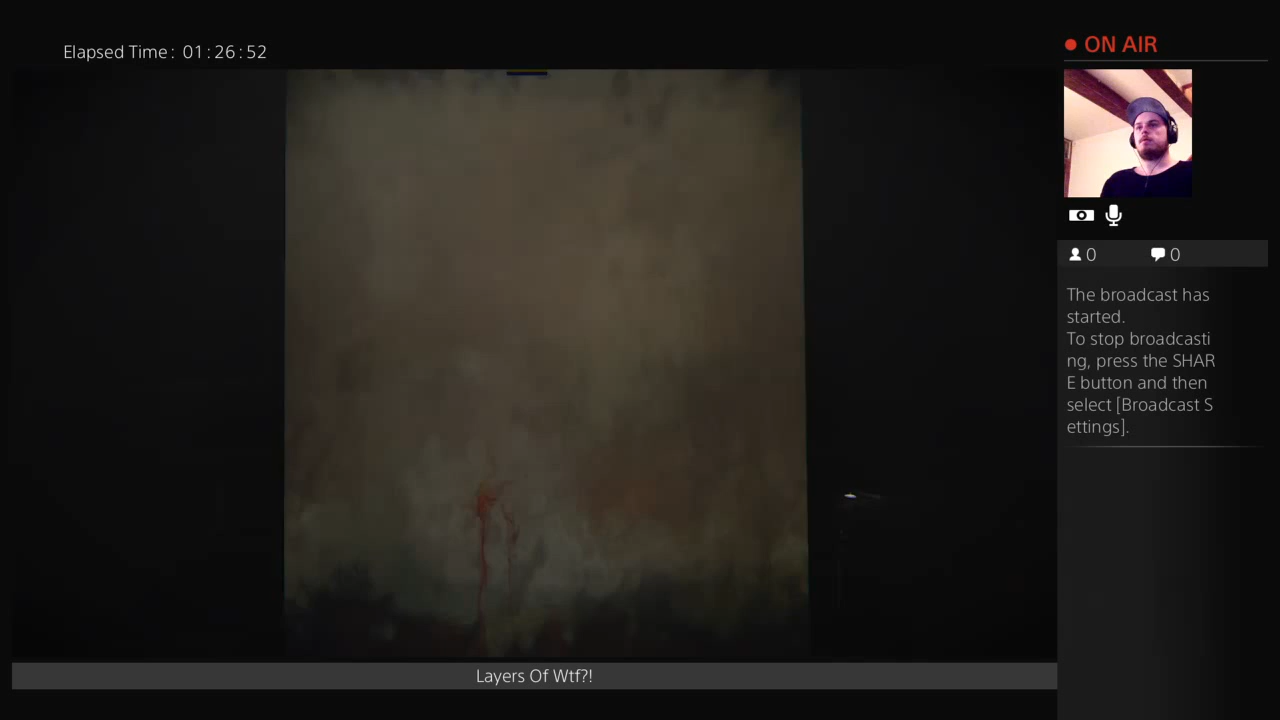 Elapsed Time: 01:26:52
ON AIR
0 0
The broadcast has
started.
To stop broadcasti
ng, press the SHAR
E button and then
select [Broadcast S
ettings].
Layers Of Wtf?!